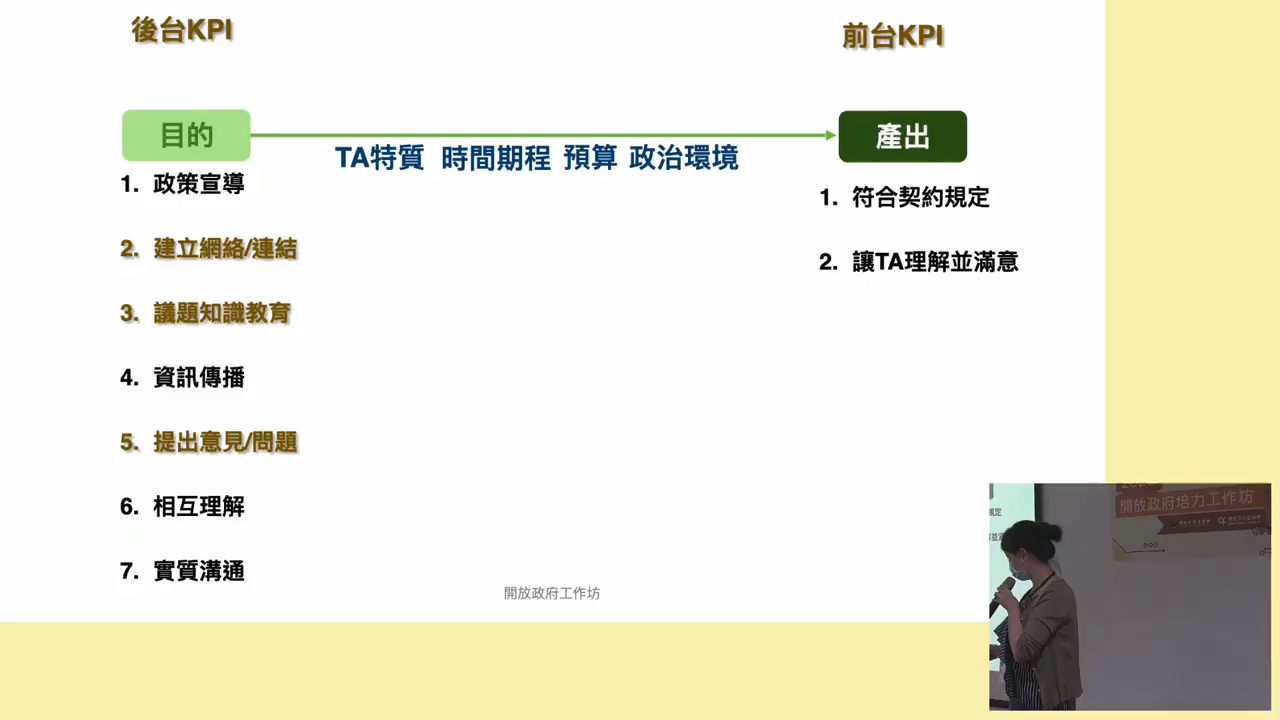 後台KPI
前台KPI
目的
產出
TA特質 時間期程 預算 政治環境
1. 政策宣導
2. 建立網絡/連結
3. 議題知識教育
4. 資訊傳播
5. 提出意見/問題
6. 相互理解
7. 實質溝通
1. 符合契約規定
2. 讓TA理解並滿意
開放政府工作坊
開放政府培力工作坊